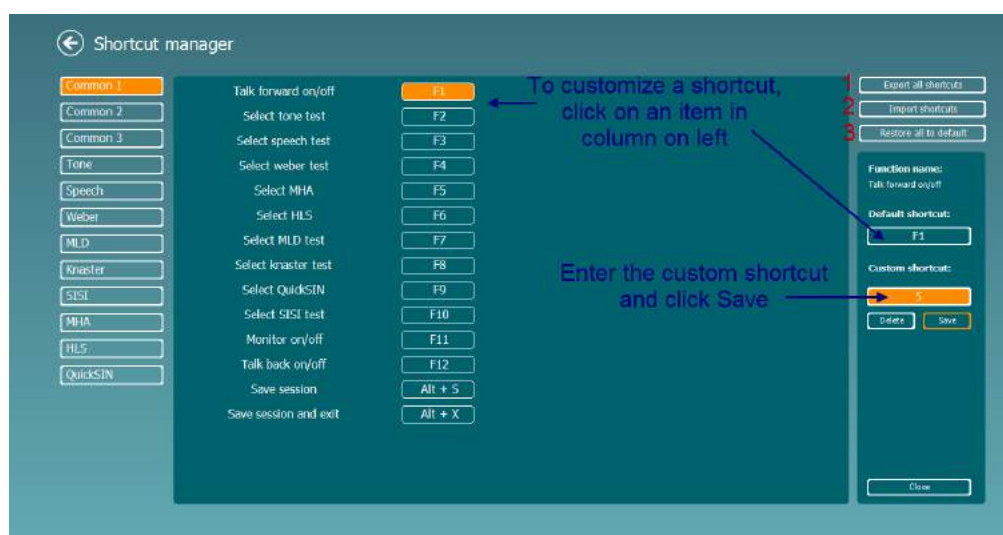 Shortcut manager
Common 1
Common 2
Common 3
Tone
Speech
Weber
MLD
Knaster
SISI
MHA
HLS
QuickSIN
Talk forward on/off F1
Select tone test F2
Select speech test F3
Select weber test F4
Select MHA F5
Select HLS F6
Select MLD test F7
Select knaster test F8
Select QuickSIN F9
Select SISI test F10
Monitor on/off F11
Talk back on/off F12
Save session Alt + S
Save session and exit Alt + X
To customize a shortcut,
click on an item in
column on left
Enter the custom shortcut
and click Save
1 Export all shortcuts
2 Import shortcuts
3 Restore all to default
Function name:
Talk forward on/off
Default shortcut:
F1
Custom shortcut:
S
Delete Save
Close